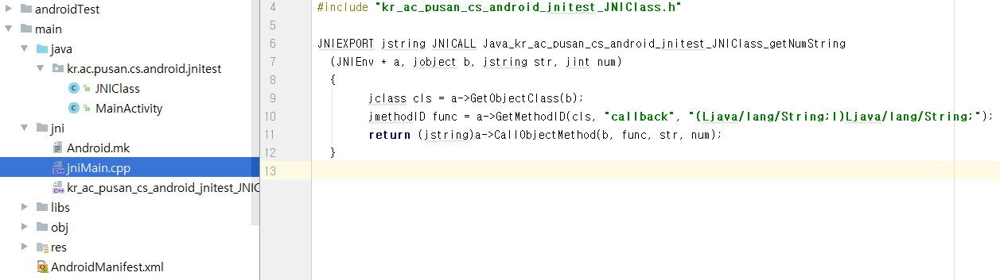 androidTest
main
java
kr.ac.pusan.cs.android.jnitest
JNIClass
MainActivity
jni
Android.mk
jniMain.cpp
kr_ac_pusan_cs_android_jnitest_JNIC
libs
obj
res
AndroidManifest.xml
4 #include "kr_ac_pusan_cs_android_jnitest_JNIClass.h"
5
6 JNIEXPORT jstring JNICALL Java_kr_ac_pusan_cs_android_jnitest_JNIClass_getNumString
7 (JNIEnv * a, jobject b, jstring str, jint num)
8 {
9 jclass cls = a->GetObjectClass(b);
10 jmethodID func = a->GetMethodID(cls, "callback", "(Ljava/lang/String;I)Ljava/lang/String;");
11 return (jstring)a->CallObjectMethod(b, func, str, num);
12 }
13